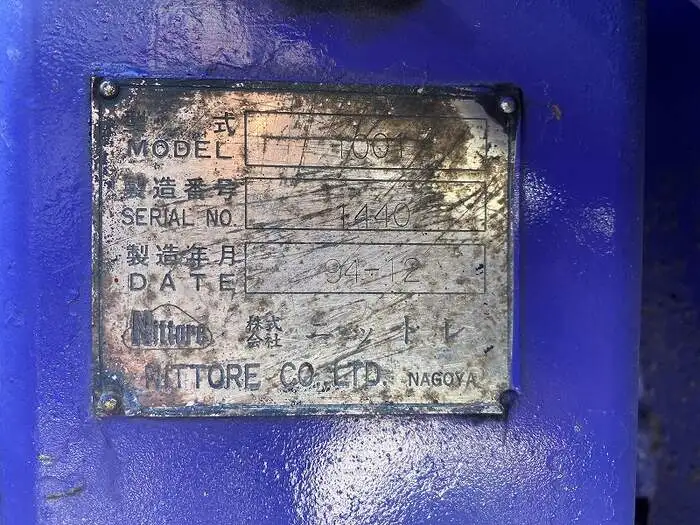 型 式
MODEL 1001
製造番号
SERIAL NO. 1440
製造年月
DATE 94-12
Nittore 株式会社 ニットレ
NITTORE CO. LTD. NAGOYA